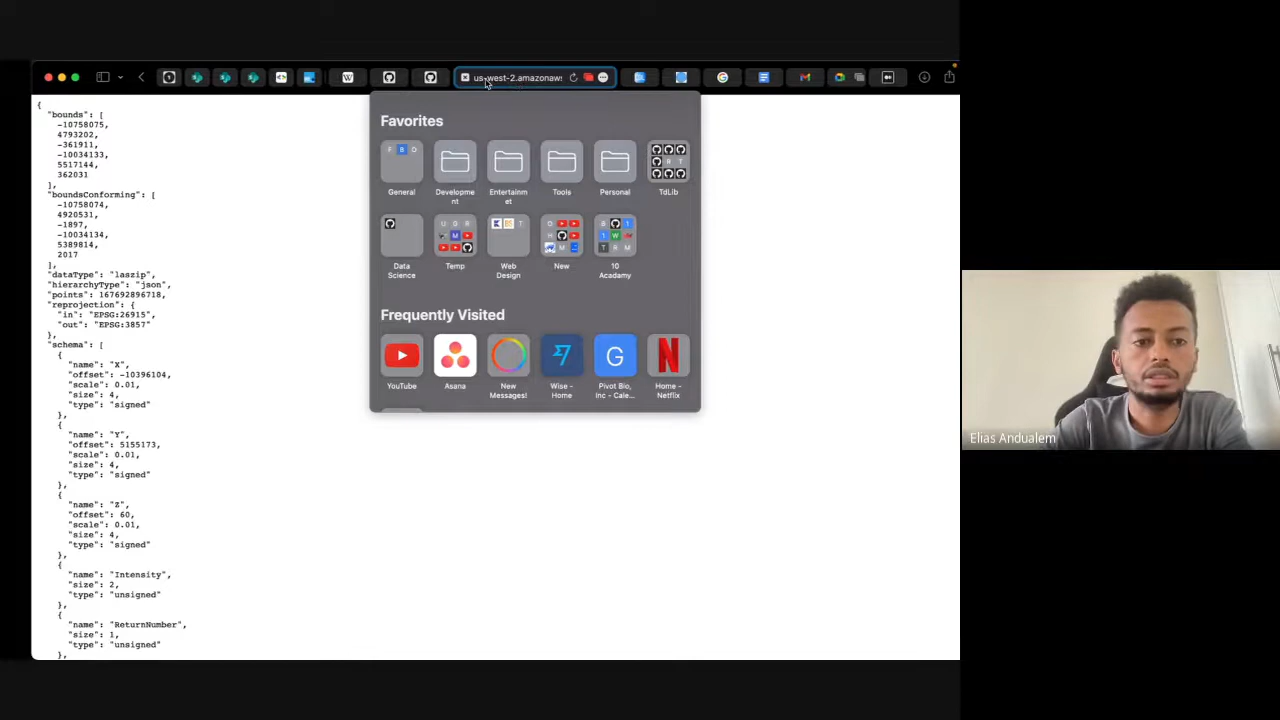 us-west-2.amazonaws
{
"bounds": [
-10758075,
4793202,
-361911,
-10034133,
5517144,
362031
],
"boundsConforming": [
-10758074,
4920531,
-1897,
-10034134,
5389814,
2017
],
"dataType": "laszip",
"hierarchyType": "json",
"points": 167692896718,
"reprojection": {
"in": "EPSG:26915",
"out": "EPSG:3857"
},
"schema": [
{
"name": "X",
"offset": -10396104,
"scale": 0.01,
"size": 4,
"type": "signed"
},
{
"name": "Y",
"offset": 5155173,
"scale": 0.01,
"size": 4,
"type": "signed"
},
{
"name": "Z",
"offset": 60,
"scale": 0.01,
"size": 4,
"type": "signed"
},
{
"name": "Intensity",
"size": 2,
"type": "unsigned"
},
{
"name": "ReturnNumber",
"size": 1,
"type": "unsigned"
},
Favorites
General
Developme
nt
Entertainm
et
Tools
Personal
TdLib
Data
Science
Temp
Web
Design
New
10
Acadamy
Frequently Visited
YouTube
Asana
New
Messages!
Wise -
Home
Pivot Bio,
Inc - Cale...
Home -
Netflix
Elias Andualem